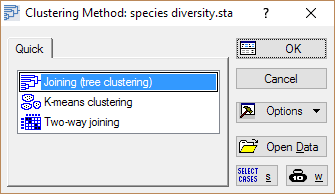 Clustering Method: species diversity.sta
Quick
OK
Joining (tree clustering)
Cancel
K-means clustering
Two-way joining
Options
Open Data
SELECT CASES s w